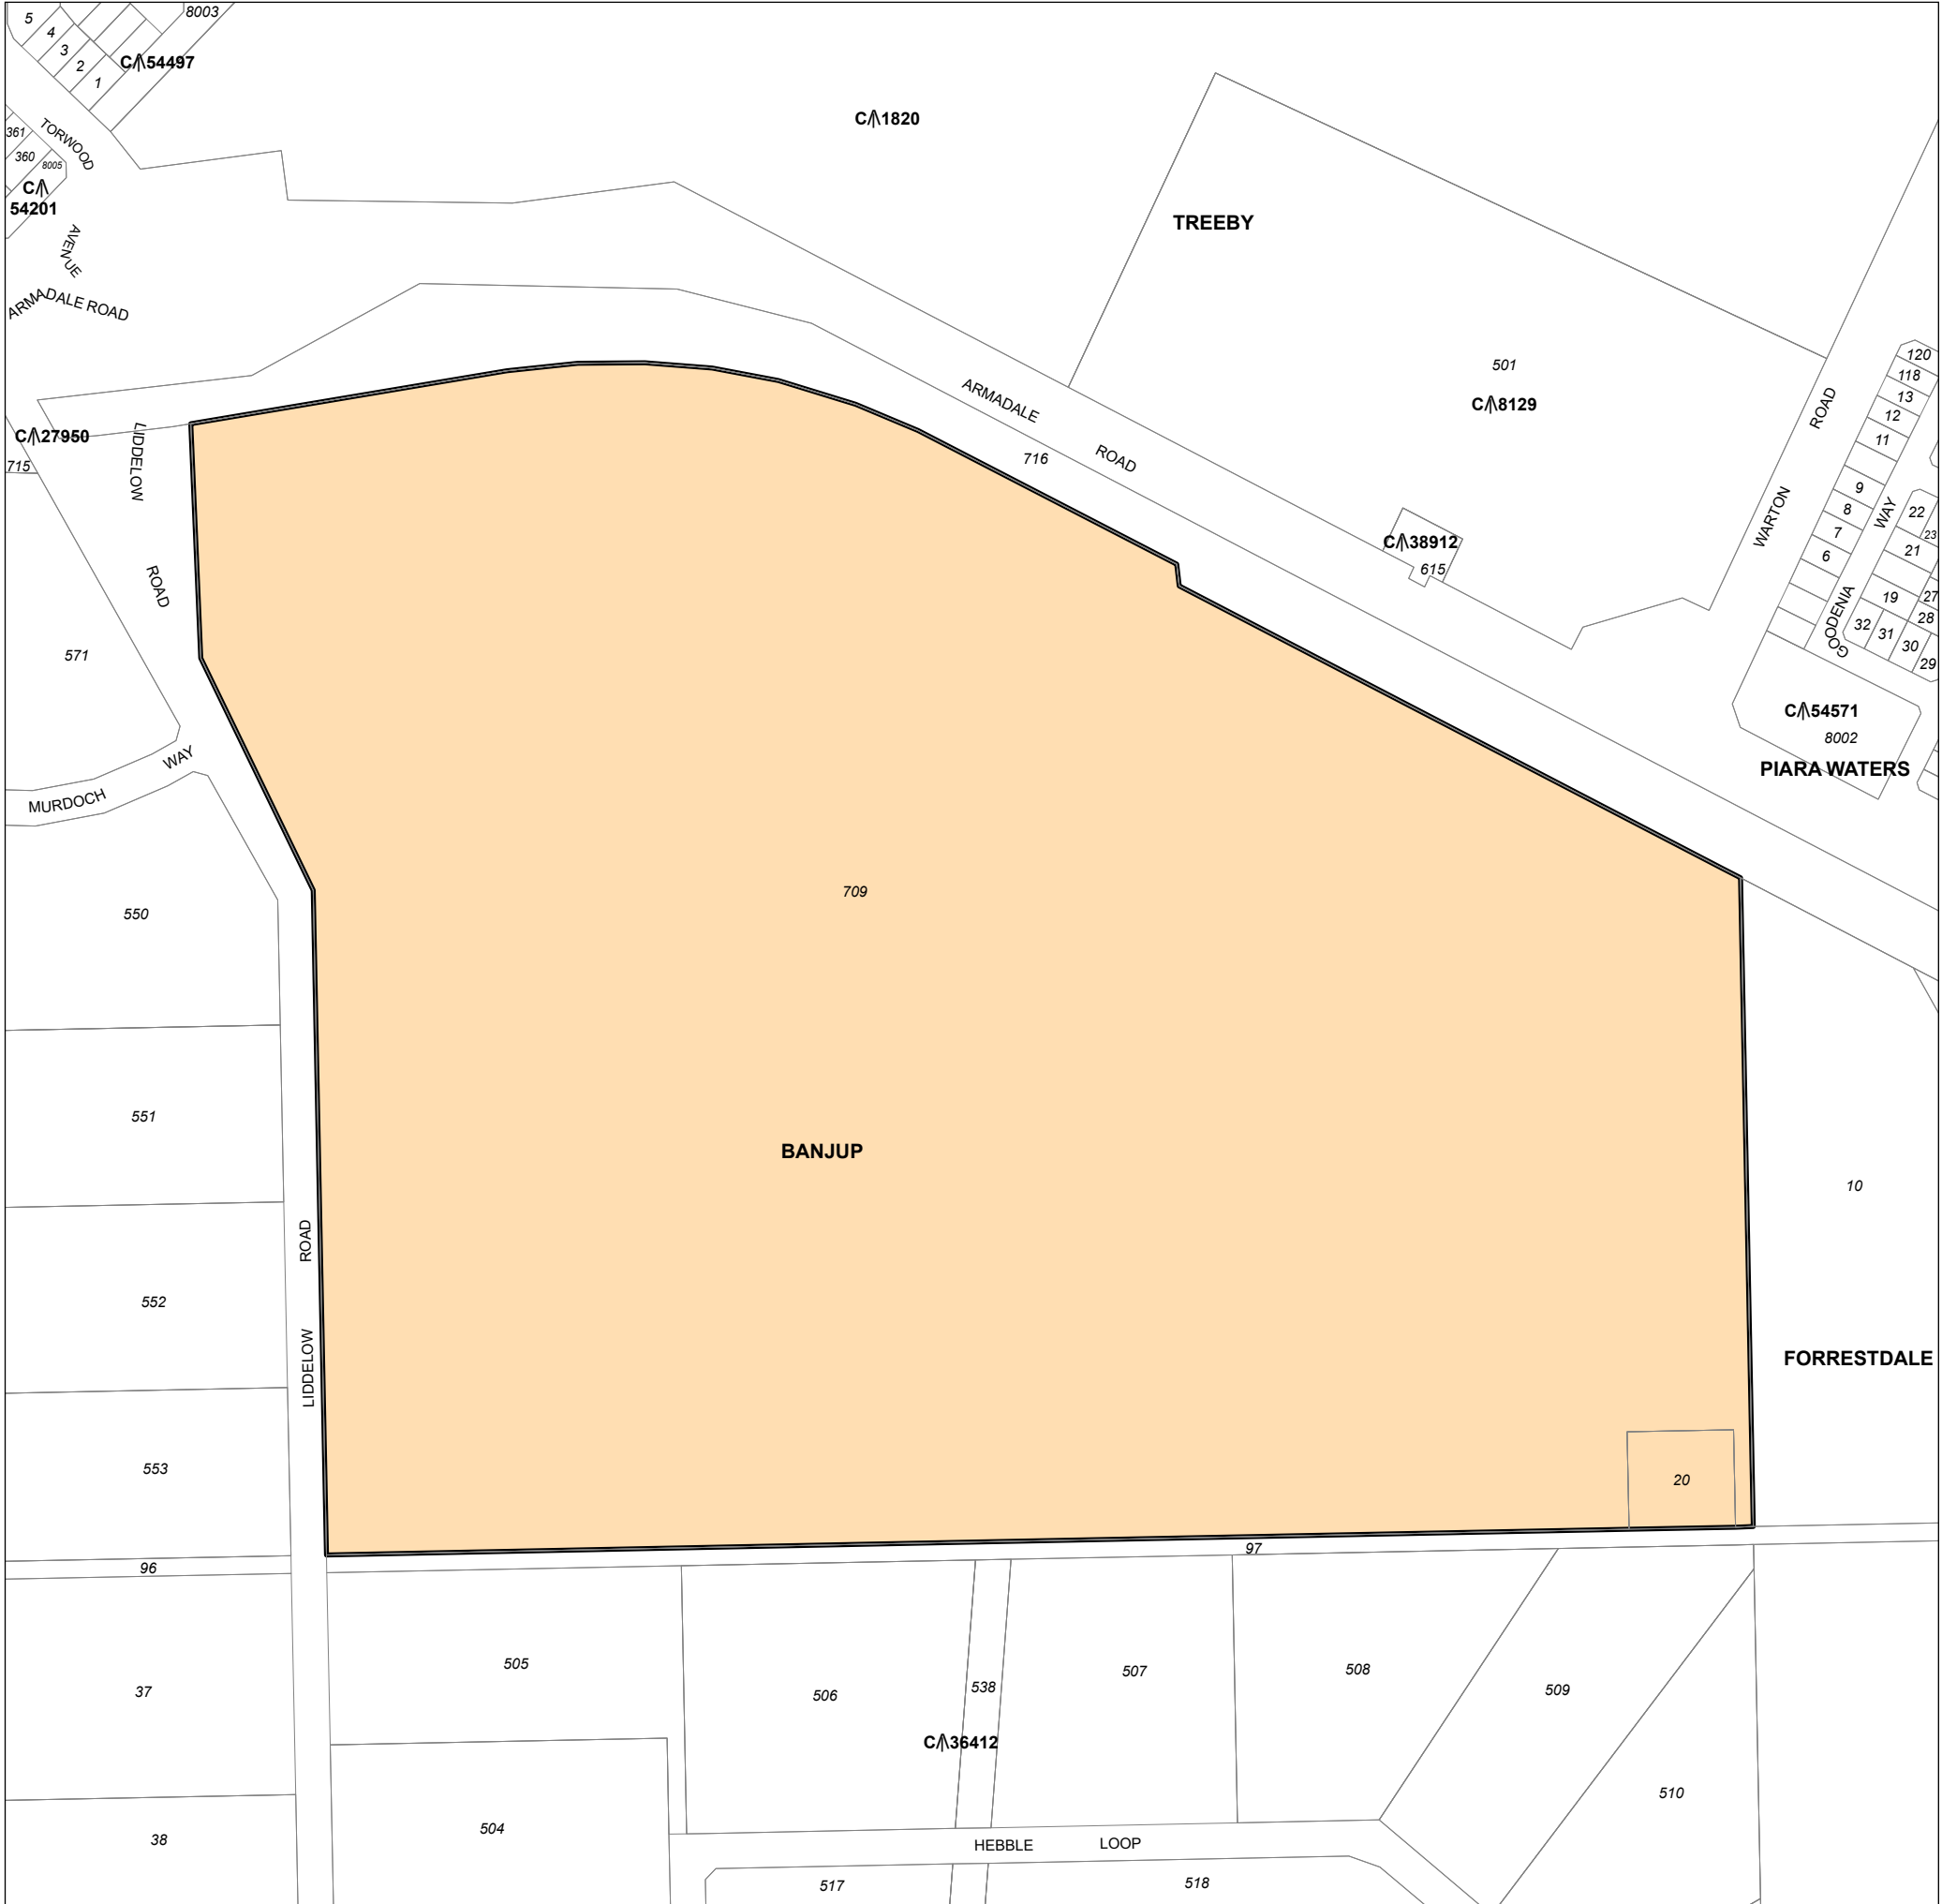 5
4
3
2
1
8003
C 54497
C 1820
TORWOOD
AVENUE
361
360
8005
C
54201
ARMADALE ROAD
TREEBY
501
C 8129
ARMADALE
ROAD
716
C 38912
615
WARTON
ROAD
120
118
13
12
11
9
8
7
6
GOODENIA
WAY
22
23
21
19
27
28
32
31
30
29
C 54571
8002
PIARA WATERS
C 27950
715
LIDDELOW
ROAD
571
MURDOCH
WAY
550
709
551
BANJUP
10
552
ROAD
LIDDELOW
FORRESTDALE
553
20
96
97
37
505
506
538
507
508
509
C 36412
510
38
504
HEBBLE
LOOP
517
518